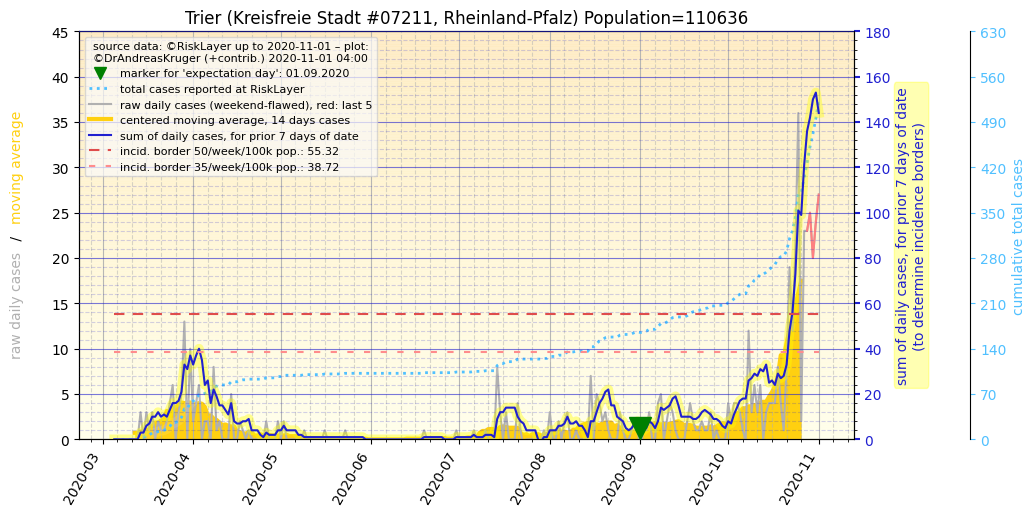 Trier (Kreisfreie Stadt #07211, Rheinland-Pfalz) Population=110636
source data: ©RiskLayer up to 2020-11-01 – plot:
©DrAndreasKruger (+contrib.) 2020-11-01 04:00
marker for 'expectation day': 01.09.2020
total cases reported at RiskLayer
raw daily cases (weekend-flawed), red: last 5
centered moving average, 14 days cases
sum of daily cases, for prior 7 days of date
incid. border 50/week/100k pop.: 55.32
incid. border 35/week/100k pop.: 38.72
raw daily cases / moving average
45
40
35
30
25
20
15
10
5
0
2020-03
2020-04
2020-05
2020-06
2020-07
2020-08
2020-09
2020-10
2020-11
180
160
140
120
100
80
60
40
20
0
sum of daily cases, for prior 7 days of date
(to determine incidence borders)
630
560
490
420
350
280
210
140
70
0
cumulative total cases